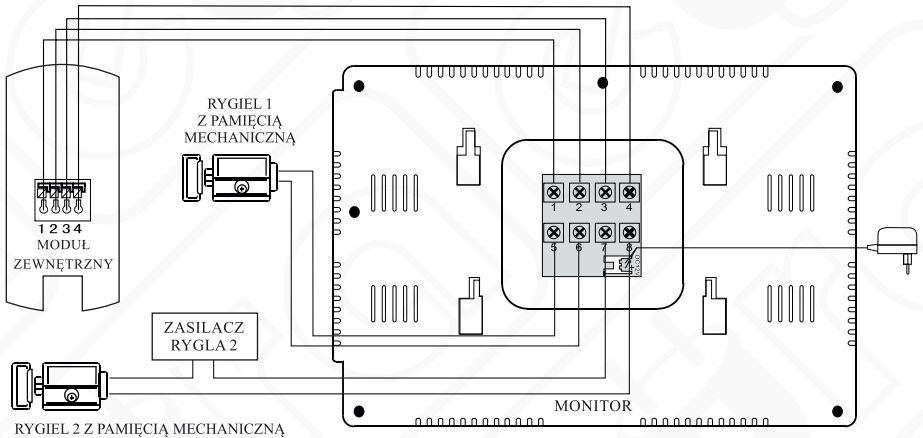 RYGIEL 1
Z PAMIĘCIĄ
MECHANICZNĄ
1 2 3 4
5 6 7 8
DC12V
1 2 3 4
MODUŁ
ZEWNĘTRZNY
ZASILACZ
RYGLA 2
MONITOR
RYGIEL 2 Z PAMIĘCIĄ MECHANICZNĄ